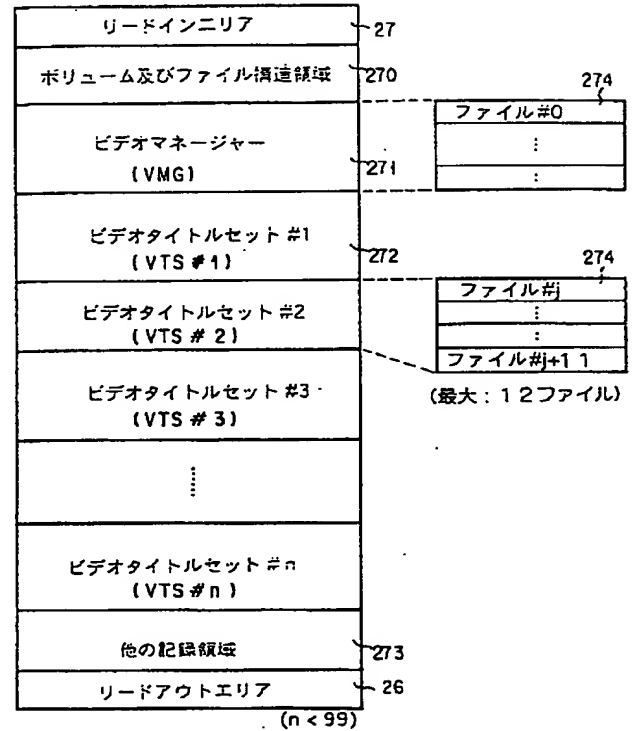 リードインニリア
27
ボリューム及びファイル構造領域
270
274
ファイル#0
⋮
:
ビデオマネージャー
(VMG)
271
ビデオタイトルセット #1
(VTS #1)
272
274
ファイル#j
⋮
:
ファイル#j+11
(最大:12ファイル)
ビデオタイトルセット #2
(VTS # 2)
ビデオタイトルセット #3
(VTS # 3)
⋮
ビデオタイトルセット #n
(VTS #n)
他の記録領域
273
リードアウトエリア
26
(n < 99)